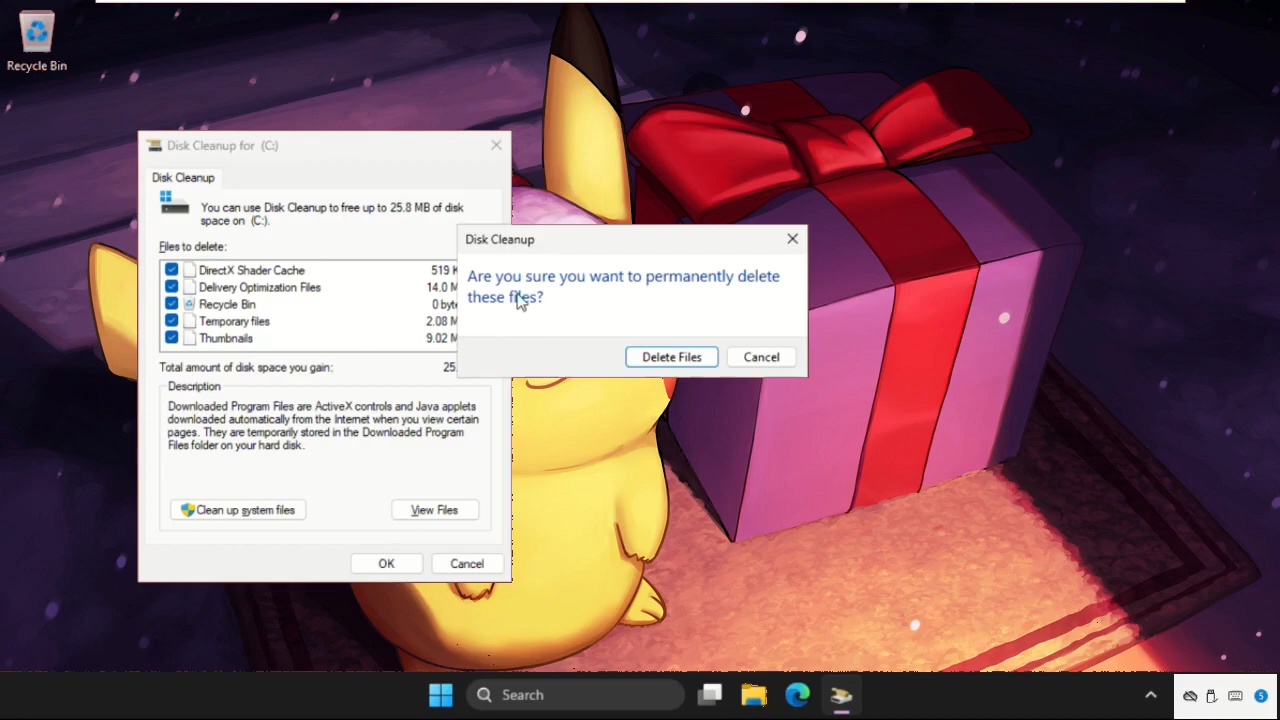 Recycle Bin
Disk Cleanup for (C:)
Disk Cleanup
You can use Disk Cleanup to free up to 25.8 MB of disk
space on (C:).
Files to delete:
DirectX Shader Cache 519 K
Delivery Optimization Files 14.0 M
Recycle Bin 0 byte
Temporary files 2.08 M
Thumbnails 9.02 M
Total amount of disk space you gain: 25.
Description
Downloaded Program Files are ActiveX controls and Java applets
downloaded automatically from the Internet when you view certain
pages. They are temporarily stored in the Downloaded Program
Files folder on your hard disk.
Clean up system files
View Files
OK
Cancel
Disk Cleanup
Are you sure you want to permanently delete
these files?
Delete Files
Cancel
Search
5